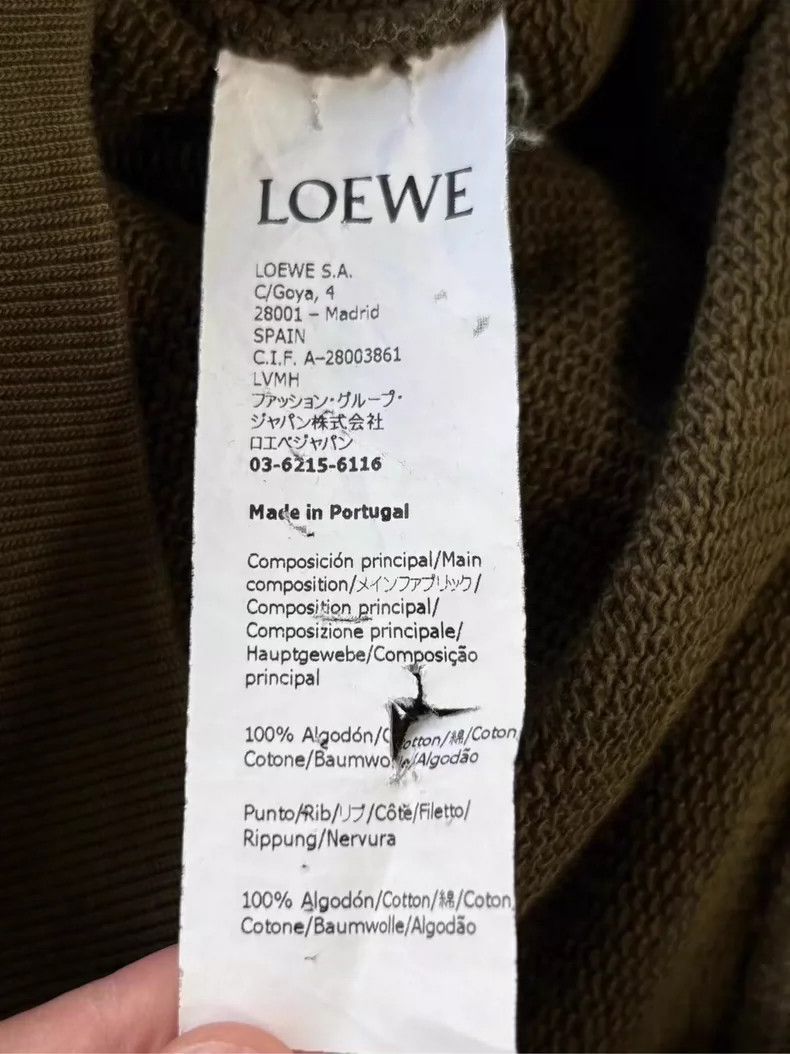 LOEWE
LOEWE S.A.
C/Goya, 4
28001 – Madrid
SPAIN
C.I.F. A–28003861
LVMH
ファッション・グループ・
ジャパン株式会社
ロエベジャパン
03-6215-6116
Made in Portugal
Composición principal/Main
composition/メインファブリック/
Composition principal/
Composizione principale/
Hauptgewebe/Composição
principal
100% Algodón/Cotton/綿/Coton
Cotone/Baumwolle/Algodão
Punto/Rib/リブ/Côte/Filetto/
Rippung/Nervura
100% Algodón/Cotton/綿/Coton
Cotone/Baumwolle/Algodão